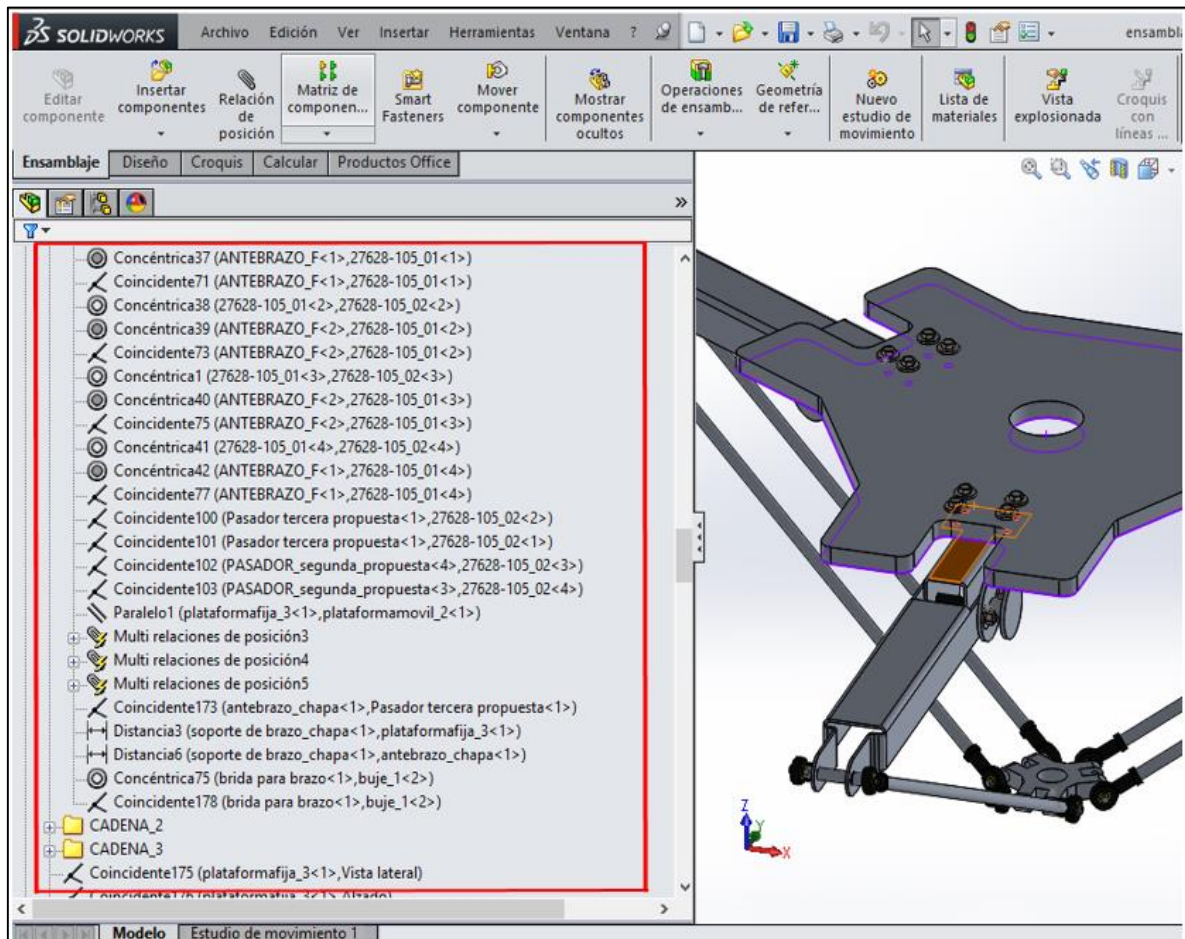 SOLIDWORKS Archivo Edición Ver Insertar Herramientas Ventana ? ensambla
Editar componente
Insertar componentes
Relación de posición
Matriz de componen...
Smart Fasteners
Mover componente
Mostrar componentes ocultos
Operaciones de ensamb...
Geometría de refer...
Nuevo estudio de movimiento
Lista de materiales
Vista explosionada
Croquis con líneas ...
Ensamblaje Diseño Croquis Calcular Productos Office
»
Concéntrica37 (ANTEBRAZO_F<1>,27628-105_01<1>)
Coincidente71 (ANTEBRAZO_F<1>,27628-105_01<1>)
Concéntrica38 (27628-105_01<2>,27628-105_02<2>)
Concéntrica39 (ANTEBRAZO_F<2>,27628-105_01<2>)
Coincidente73 (ANTEBRAZO_F<2>,27628-105_01<2>)
Concéntrica1 (27628-105_01<3>,27628-105_02<3>)
Concéntrica40 (ANTEBRAZO_F<2>,27628-105_01<3>)
Coincidente75 (ANTEBRAZO_F<2>,27628-105_01<3>)
Concéntrica41 (27628-105_01<4>,27628-105_02<4>)
Concéntrica42 (ANTEBRAZO_F<1>,27628-105_01<4>)
Coincidente77 (ANTEBRAZO_F<1>,27628-105_01<4>)
Coincidente100 (Pasador tercera propuesta<1>,27628-105_02<2>)
Coincidente101 (Pasador tercera propuesta<1>,27628-105_02<1>)
Coincidente102 (PASADOR_segunda_propuesta<4>,27628-105_02<3>)
Coincidente103 (PASADOR_segunda_propuesta<3>,27628-105_02<4>)
Paralelo1 (plataformafija_3<1>,plataformamovil_2<1>)
Multi relaciones de posición3
Multi relaciones de posición4
Multi relaciones de posición5
Coincidente173 (antebrazo_chapa<1>,Pasador tercera propuesta<1>)
Distancia3 (soporte de brazo_chapa<1>,plataformafija_3<1>)
Distancia6 (soporte de brazo_chapa<1>,antebrazo_chapa<1>)
Concéntrica75 (brida para brazo<1>,buje_1<2>)
Coincidente178 (brida para brazo<1>,buje_1<2>)
CADENA_2
CADENA_3
Coincidente175 (plataformafija_3<1>,Vista lateral)
Coincidente176 (plataformafija_3<1>,Alzado)
Z
Y
X
Modelo Estudio de movimiento 1